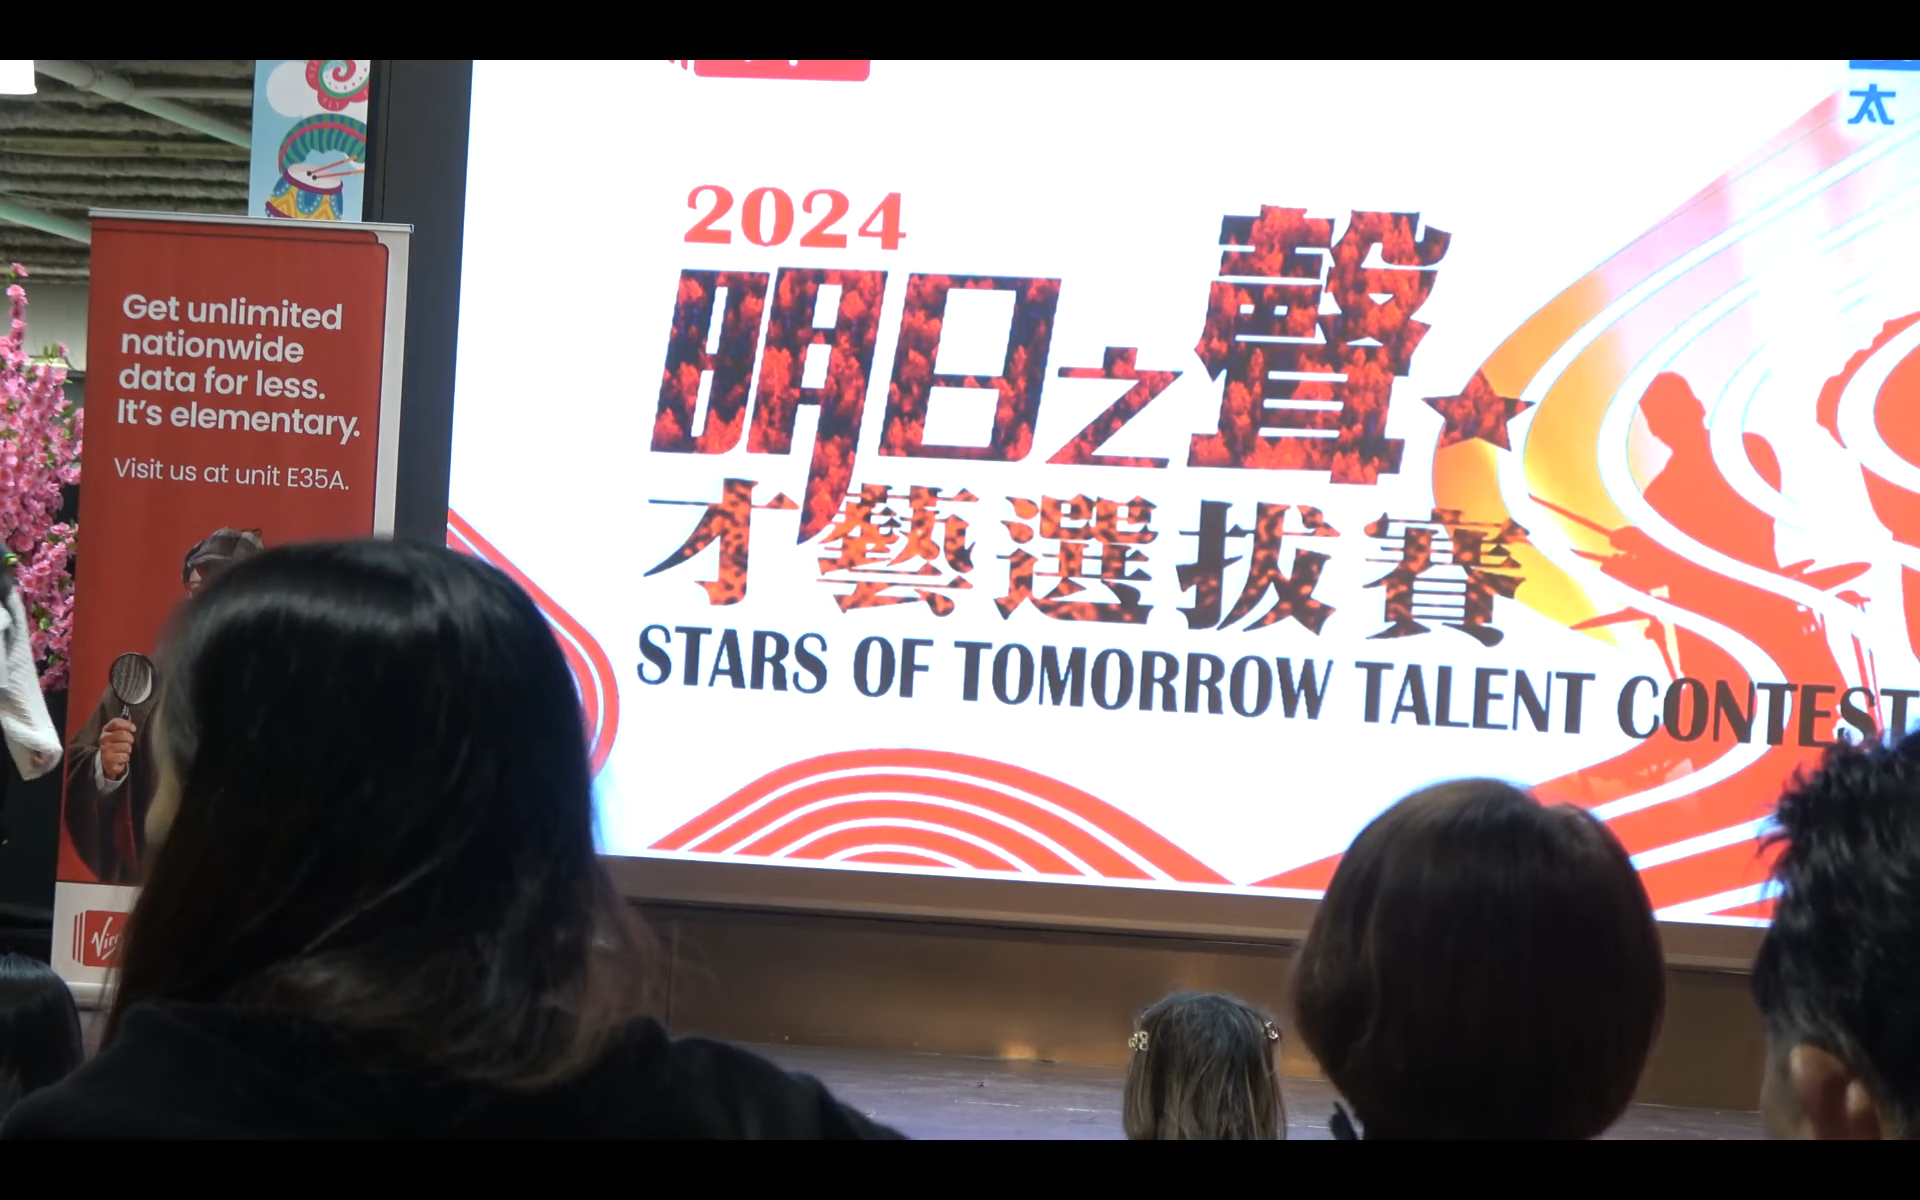 Get unlimited
nationwide
data for less.
It's elementary.
Visit us at unit E35A.
太
2024
明日之聲
才藝選拔賽
STARS OF TOMORROW TALENT CONTEST